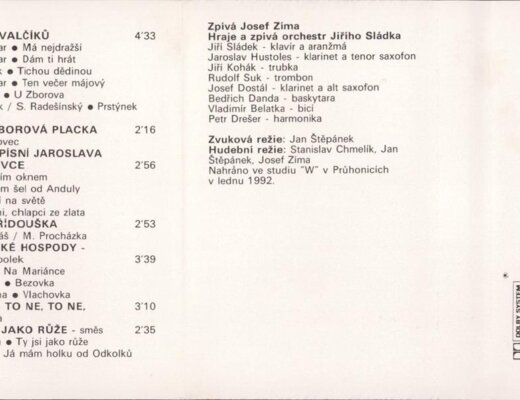 VALČÍKŮ 4'33
ar ● Má nejdražší
ar ● Dám ti hrát
k ● Tichou dědinou
ar ● Ten večer májový
● U Zborova
k / S. Radešínský ● Prstýnek
BOROVÁ PLACKA 2'16
ovec
PÍSNÍ JAROSLAVA
VCE 2'56
ím oknem
m šel od Anduly
í na světě
ni, chlapci ze zlata
ŘÍDOUŠKA 2'53
áš / M. Procházka
KÉ HOSPODY - 3'39
polek
Na Mariánce
● Bezovka
na ● Vlachovka
TO NE, TO NE, 3'10
a
JAKO RŮŽE - směs 2'35
● Ty jsi jako růže
Já mám holku od Odkolků
Zpívá Josef Zíma
Hraje a zpívá orchestr Jiřího Sládka
Jiří Sládek - klavír a aranžmá
Jaroslav Hustoles - klarinet a tenor saxofon
Jiří Kohák - trubka
Rudolf Suk - trombon
Josef Dostál - klarinet a alt saxofon
Bedřich Danda - baskytara
Vladimír Belatka - bicí
Petr Drešer - harmonika
Zvuková režie: Jan Štěpánek
Hudební režie: Stanislav Chmelík, Jan
Štěpánek, Josef Zíma
Nahráno ve studiu "W" v Průhonicích
v lednu 1992.
DOLBY SYSTEM